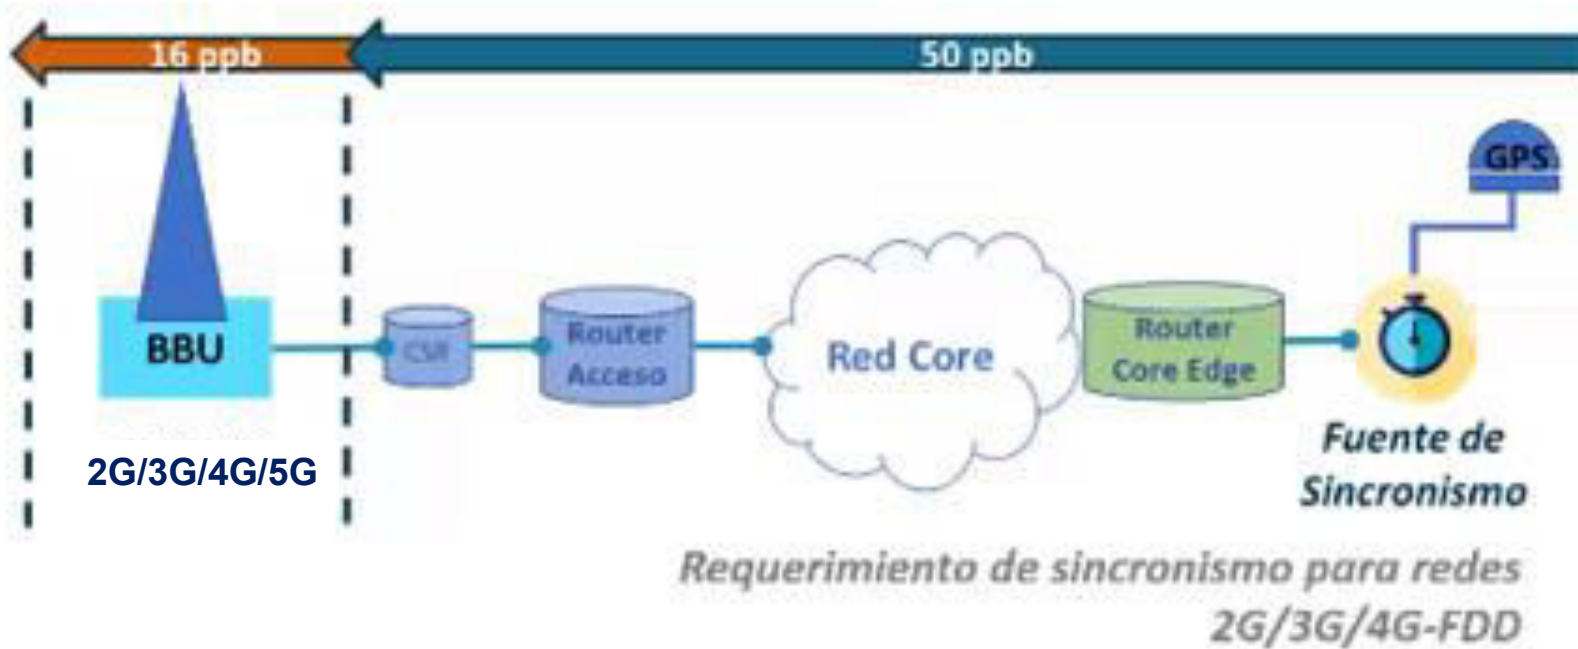 16 ppb
50 ppb
GPS
BBU
CSR
Router
Acceso
Red Core
Router
Core Edge
Fuente de
Sincronismo
2G/3G/4G/5G
Requerimiento de sincronismo para redes
2G/3G/4G-FDD